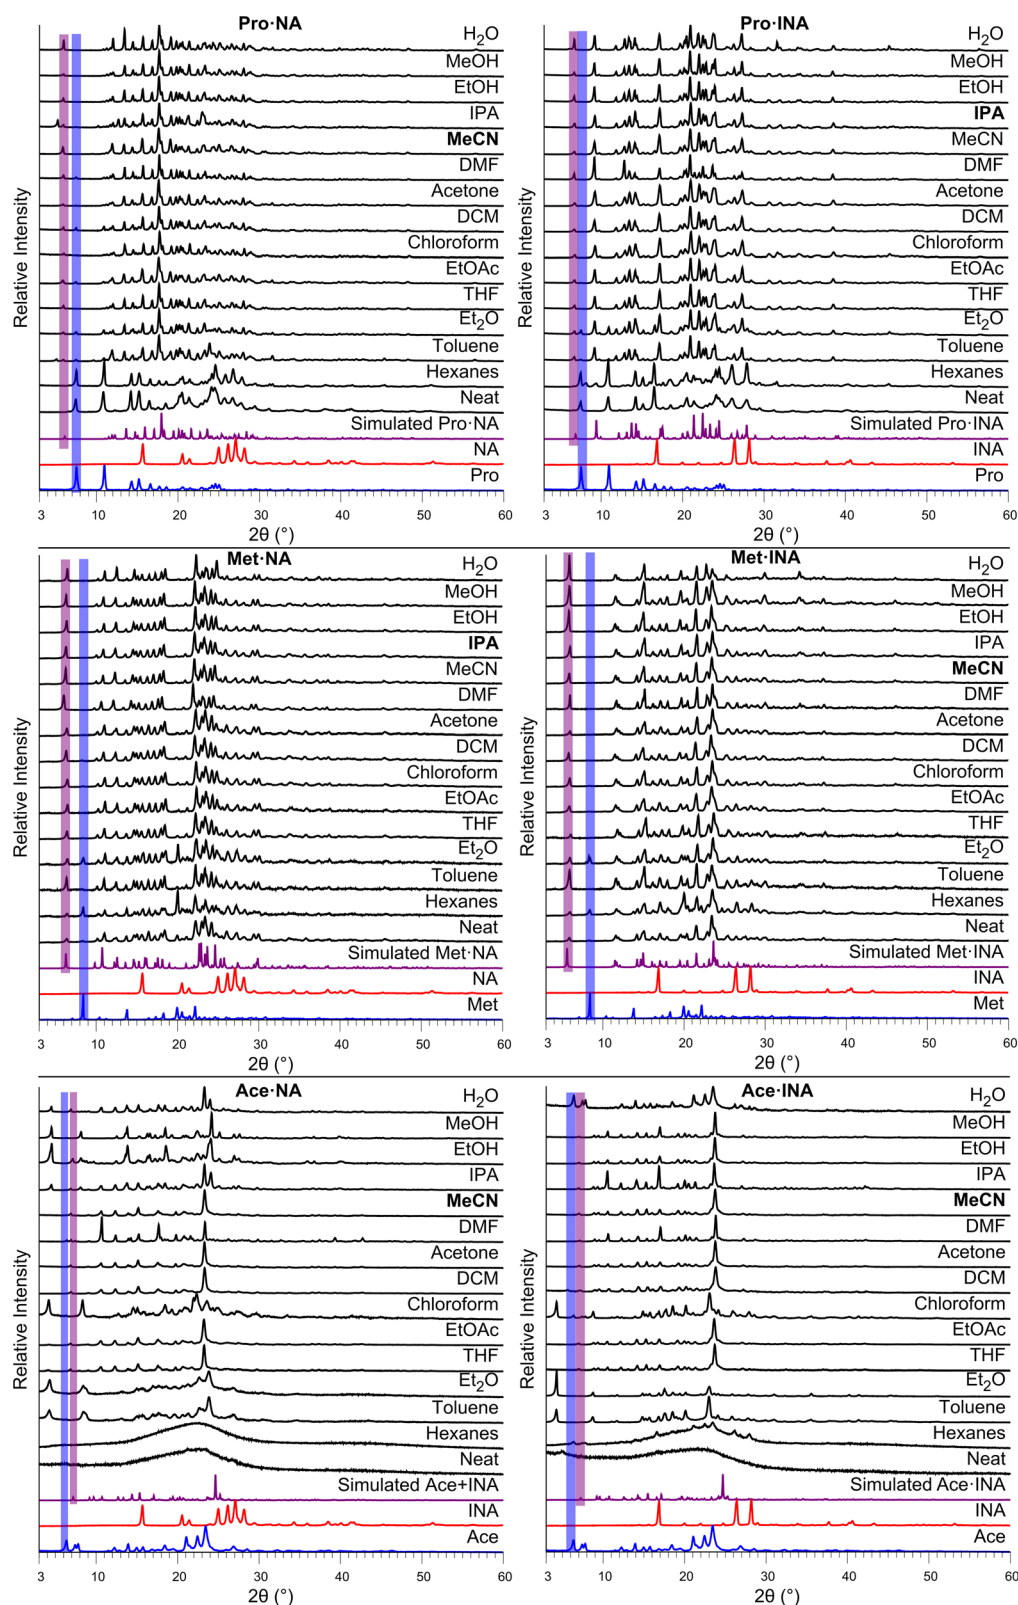 Pro·NA
H2O
MeOH
EtOH
IPA
MeCN
DMF
Acetone
DCM
Chloroform
EtOAc
THF
Et2O
Toluene
Hexanes
Neat
Simulated Pro·NA
NA
Pro
Relative Intensity
3 10 20 30 40 50 60
2θ (°)
Pro·INA
H2O
MeOH
EtOH
IPA
MeCN
DMF
Acetone
DCM
Chloroform
EtOAc
THF
Et2O
Toluene
Hexanes
Neat
Simulated Pro·INA
INA
Pro
Relative Intensity
3 10 20 30 40 50 60
2θ (°)
Met·NA
H2O
MeOH
EtOH
IPA
MeCN
DMF
Acetone
DCM
Chloroform
EtOAc
THF
Et2O
Toluene
Hexanes
Neat
Simulated Met·NA
NA
Met
Relative Intensity
3 10 20 30 40 50 60
2θ (°)
Met·INA
H2O
MeOH
EtOH
IPA
MeCN
DMF
Acetone
DCM
Chloroform
EtOAc
THF
Et2O
Toluene
Hexanes
Neat
Simulated Met·INA
INA
Met
Relative Intensity
3 10 20 30 40 50 60
2θ (°)
Ace·NA
H2O
MeOH
EtOH
IPA
MeCN
DMF
Acetone
DCM
Chloroform
EtOAc
THF
Et2O
Toluene
Hexanes
Neat
Simulated Ace+INA
INA
Ace
Relative Intensity
3 10 20 30 40 50 60
2θ (°)
Ace·INA
H2O
MeOH
EtOH
IPA
MeCN
DMF
Acetone
DCM
Chloroform
EtOAc
THF
Et2O
Toluene
Hexanes
Neat
Simulated Ace·INA
INA
Ace
Relative Intensity
3 10 20 30 40 50 60
2θ (°)